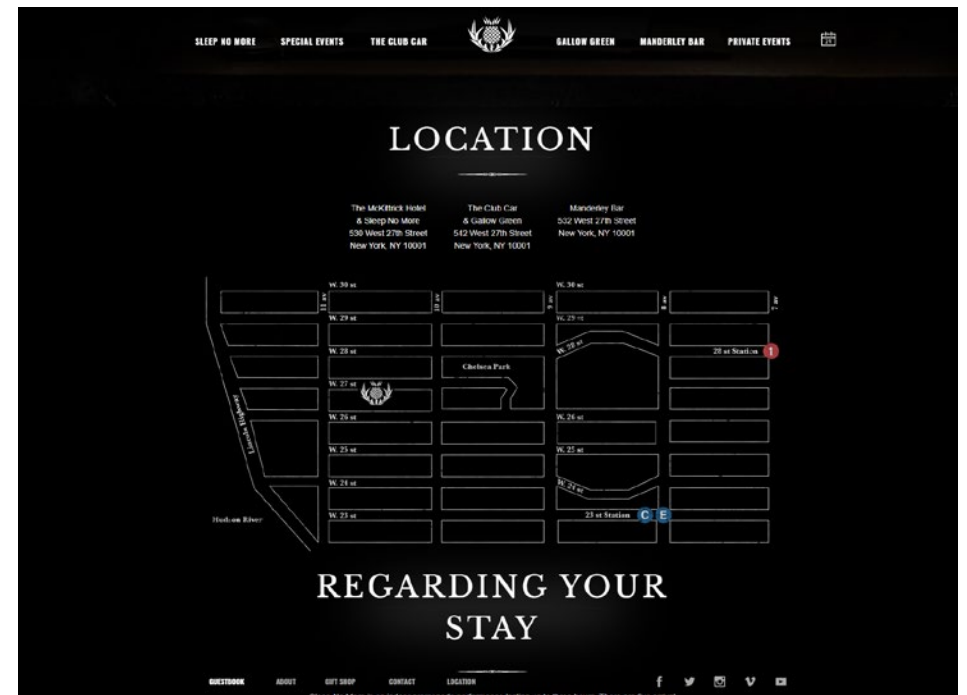 SLEEP NO MORE SPECIAL EVENTS THE CLUB CAR GALLOW GREEN MANDERLEY BAR PRIVATE EVENTS
LOCATION
The McKittrick Hotel
& Sleep No More
530 West 27th Street
New York, NY 10001
The Club Car
& Gallow Green
542 West 27th Street
New York, NY 10001
Manderley Bar
532 West 27th Street
New York, NY 10001
W. 30 st
W. 30 st
11 av
10 av
9 av
8 av
7 av
W. 29 st
W. 29 st
W. 28 st
W. 28 st
28 st Station 1
Chelsea Park
W. 27 st
W. 26 st
W. 26 st
Lincoln Highway
W. 25 st
W. 25 st
W. 24 st
W. 24 st
Hudson River
W. 23 st
23 st Station C E
REGARDING YOUR
STAY
GUESTBOOK ABOUT GIFT SHOP CONTACT LOCATION